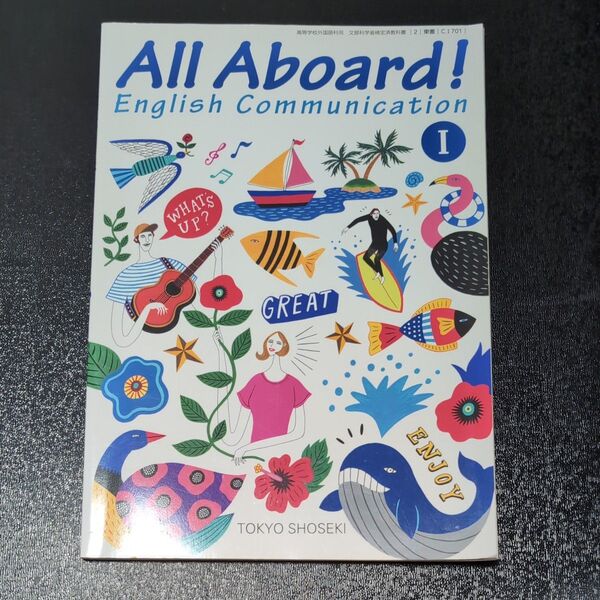 高等学校外国語科用 文部科学省検定済教科書 2 東書 CⅠ701
All Aboard!
English Communication
I
WHAT'S
UP?
GREAT
ENJOY
TOKYO SHOSEKI